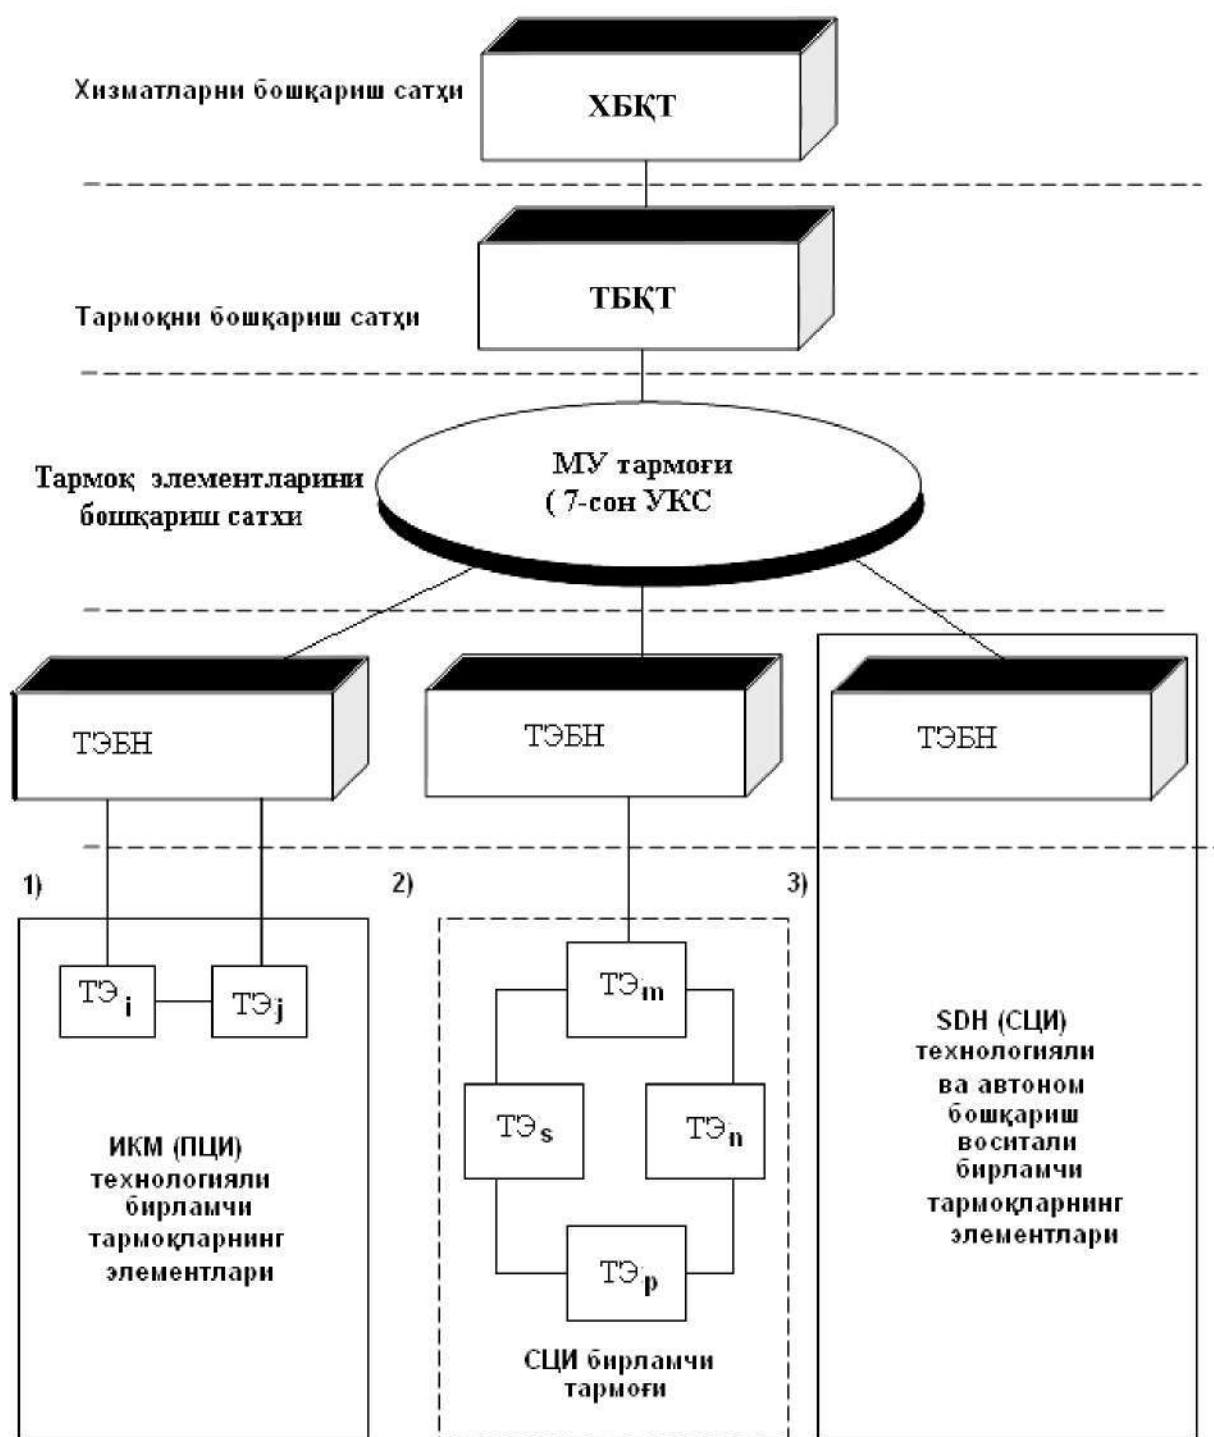 Хизматларни бошқариш сатҳи
ХБҚТ
ТБҚТ
Тармоқни бошқариш сатҳи
Тармоқ элементларини
бошқариш сатхи
МУ тармоғи
( 7-сон УКС
ТЭБН
ТЭБН
ТЭБН
1)
2)
3)
ТЭi
ТЭj
ИКМ (ПЦИ)
технологияли
бирламчи
тармоқларнинг
элементлари
ТЭm
ТЭs
ТЭn
ТЭp
СЦИ бирламчи
тармоғи
SDH (СЦИ)
технологияли
ва автоном
бошқариш
воситали
бирламчи
тармоқларнинг
элементлари